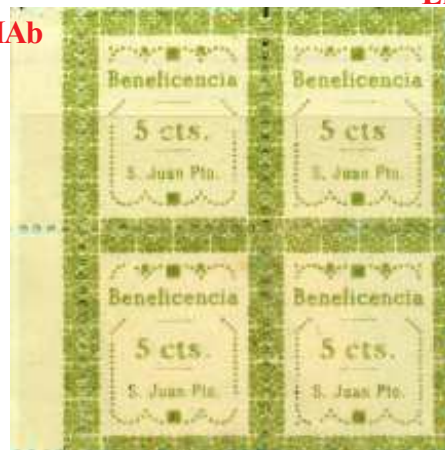 IAb
Beneficencia Beneficencia
5 cts. 5 cts
S. Juan Pto. S. Juan Pto.
Beneficencia Beneficencia
5 cts. 5 cts.
S. Juan Pto. S. Juan Pto.